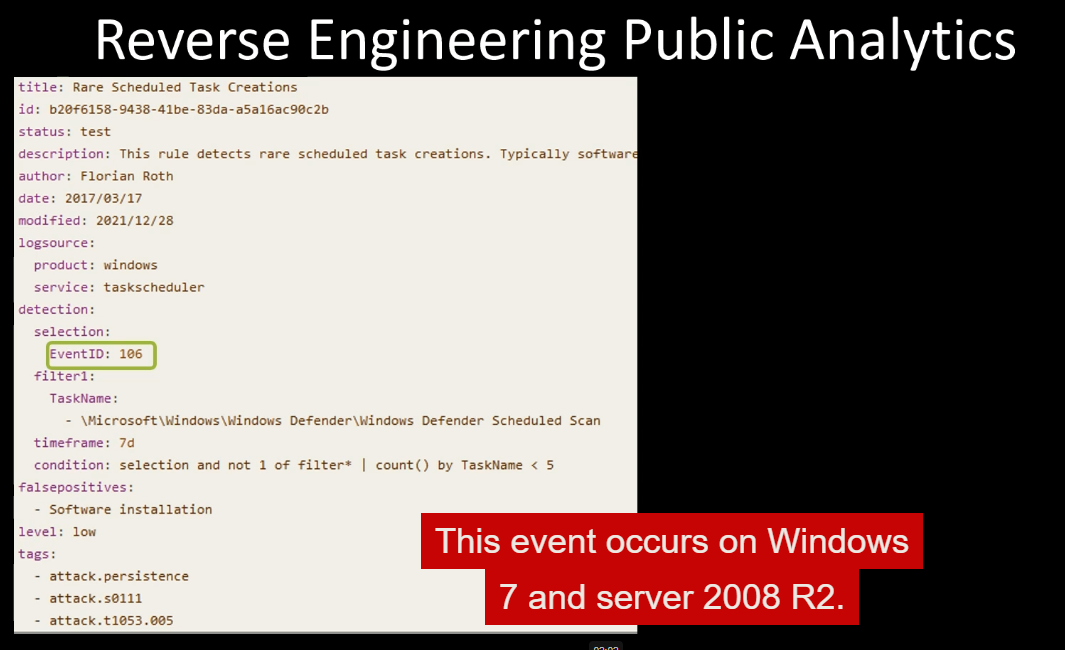 Reverse Engineering Public Analytics
title: Rare Scheduled Task Creations
id: b20f6158-9438-41be-83da-a5a16ac90c2b
status: test
description: This rule detects rare scheduled task creations. Typically software
author: Florian Roth
date: 2017/03/17
modified: 2021/12/28
logsource:
product: windows
service: taskscheduler
detection:
selection:
EventID: 106
filter1:
TaskName:
- \Microsoft\Windows\Windows Defender\Windows Defender Scheduled Scan
timeframe: 7d
condition: selection and not 1 of filter* | count() by TaskName < 5
falsepositives:
- Software installation
level: low
tags:
- attack.persistence
- attack.s0111
- attack.t1053.005
This event occurs on Windows
7 and server 2008 R2.